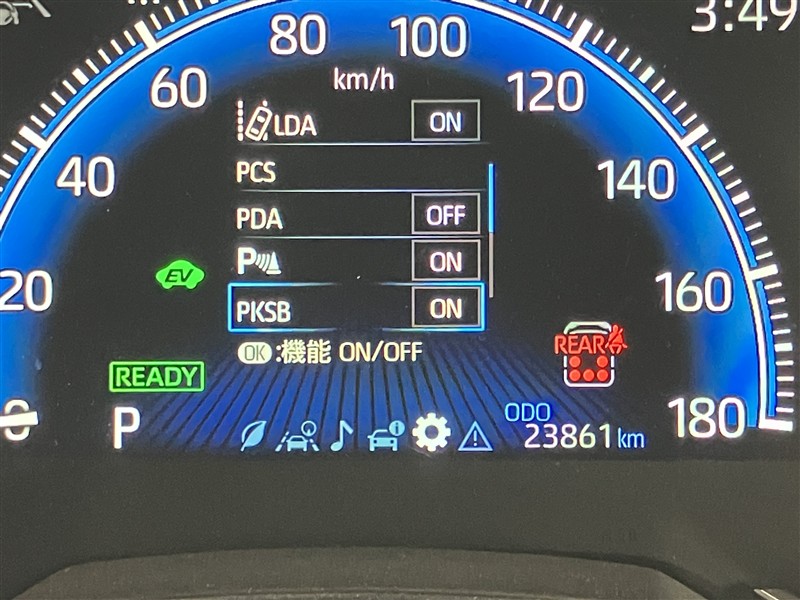 3:49
80 100
km/h
60 120
LDA ON
40 140
PCS
PDA OFF
P ON
EV
20 160
PKSB ON
REAR
OK :機能 ON/OFF
READY
0 180
P
ODO
23861 km